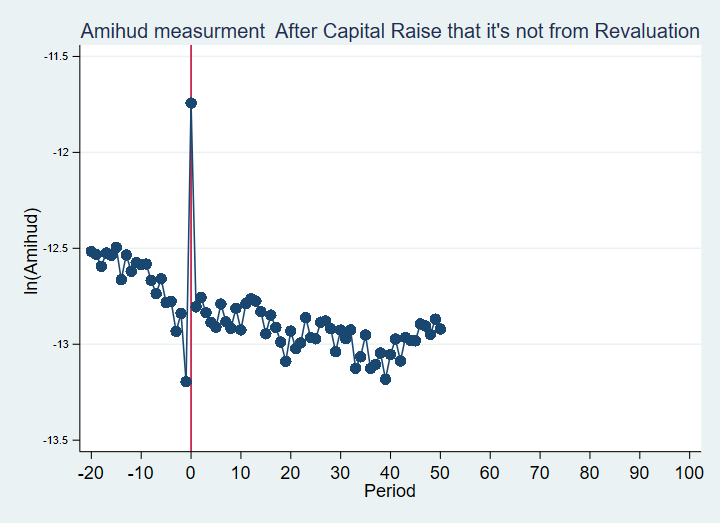 Amihud measurment After Capital Raise that it's not from Revaluation
ln(Amihud)
-11.5
-12
-12.5
-13
-13.5
-20 -10 0 10 20 30 40 50 60 70 80 90 100
Period